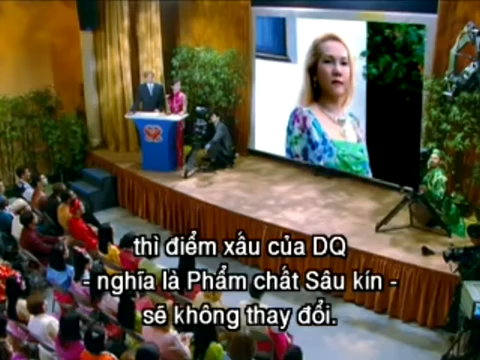 thì điểm xấu của DQ
- nghĩa là Phẩm chất Sâu kín -
sẽ không thay đổi.